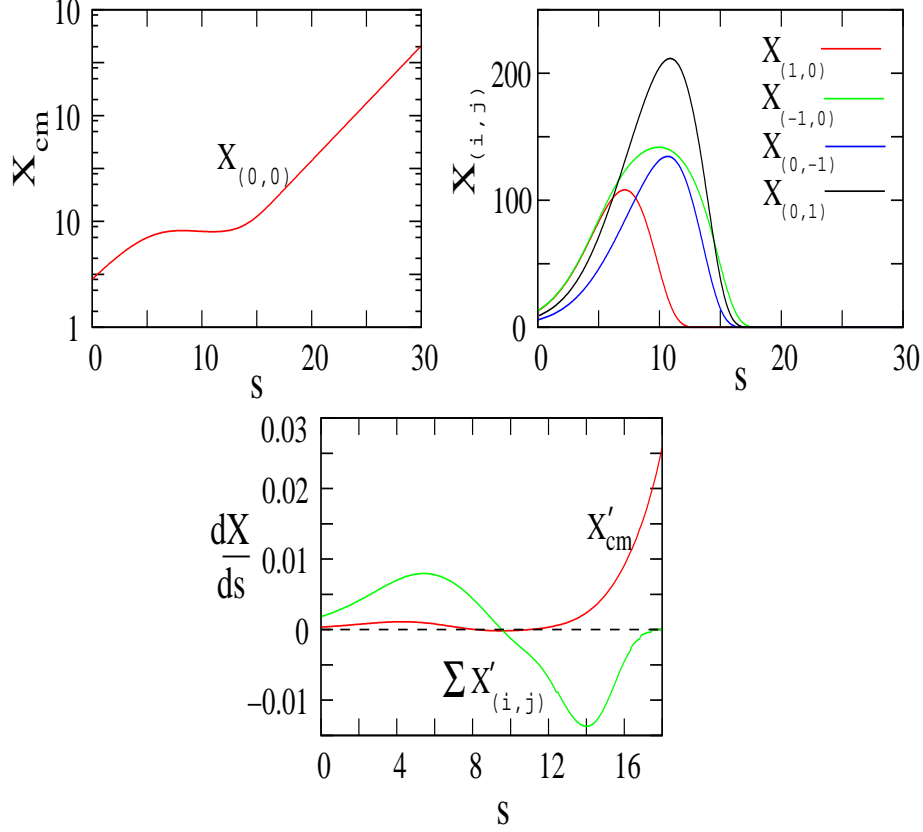 10
10
10
1
X_cm
X_(0,0)
0 10 20 30
s
200
100
0
X_(i,j)
X_(1,0)
X_(-1,0)
X_(0,-1)
X_(0,1)
0 10 20 30
s
0.03
0.02
0.01
0
−0.01
dX
ds
X′_cm
∑ X′_(i,j)
0 4 8 12 16
s